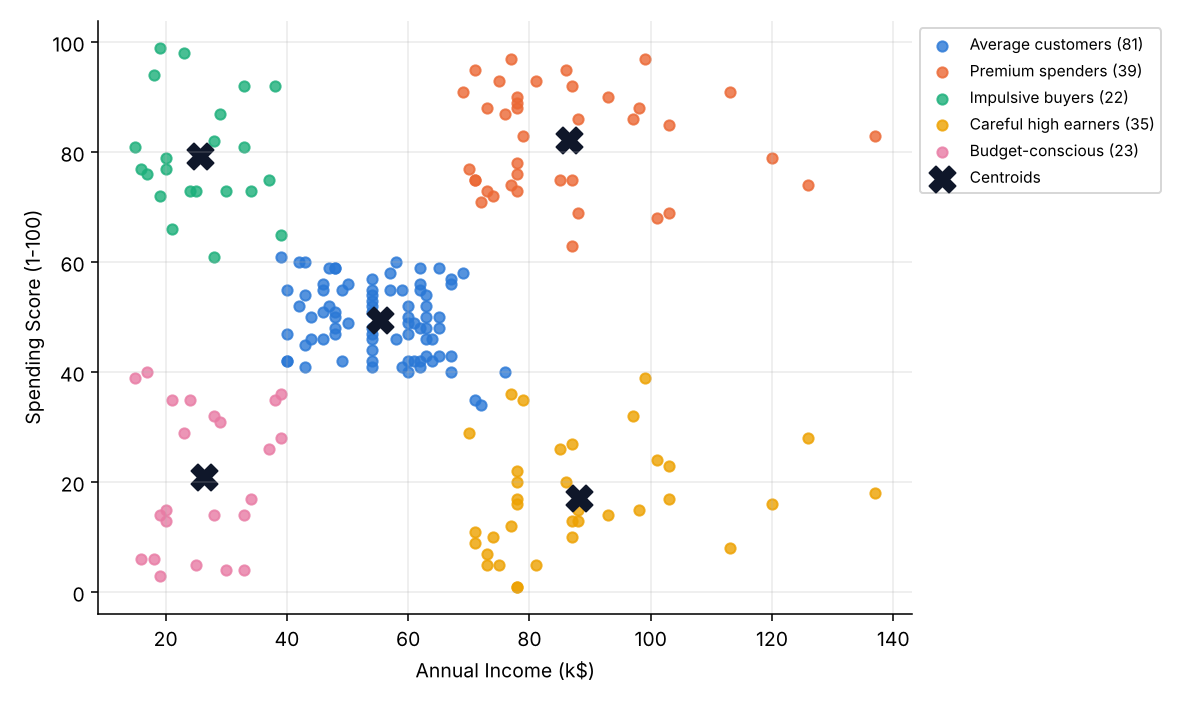 100
80
60
40
20
0
Spending Score (1-100)
20
40
60
80
100
120
140
Annual Income (k$)
Average customers (81)
Premium spenders (39)
Impulsive buyers (22)
Careful high earners (35)
Budget-conscious (23)
Centroids